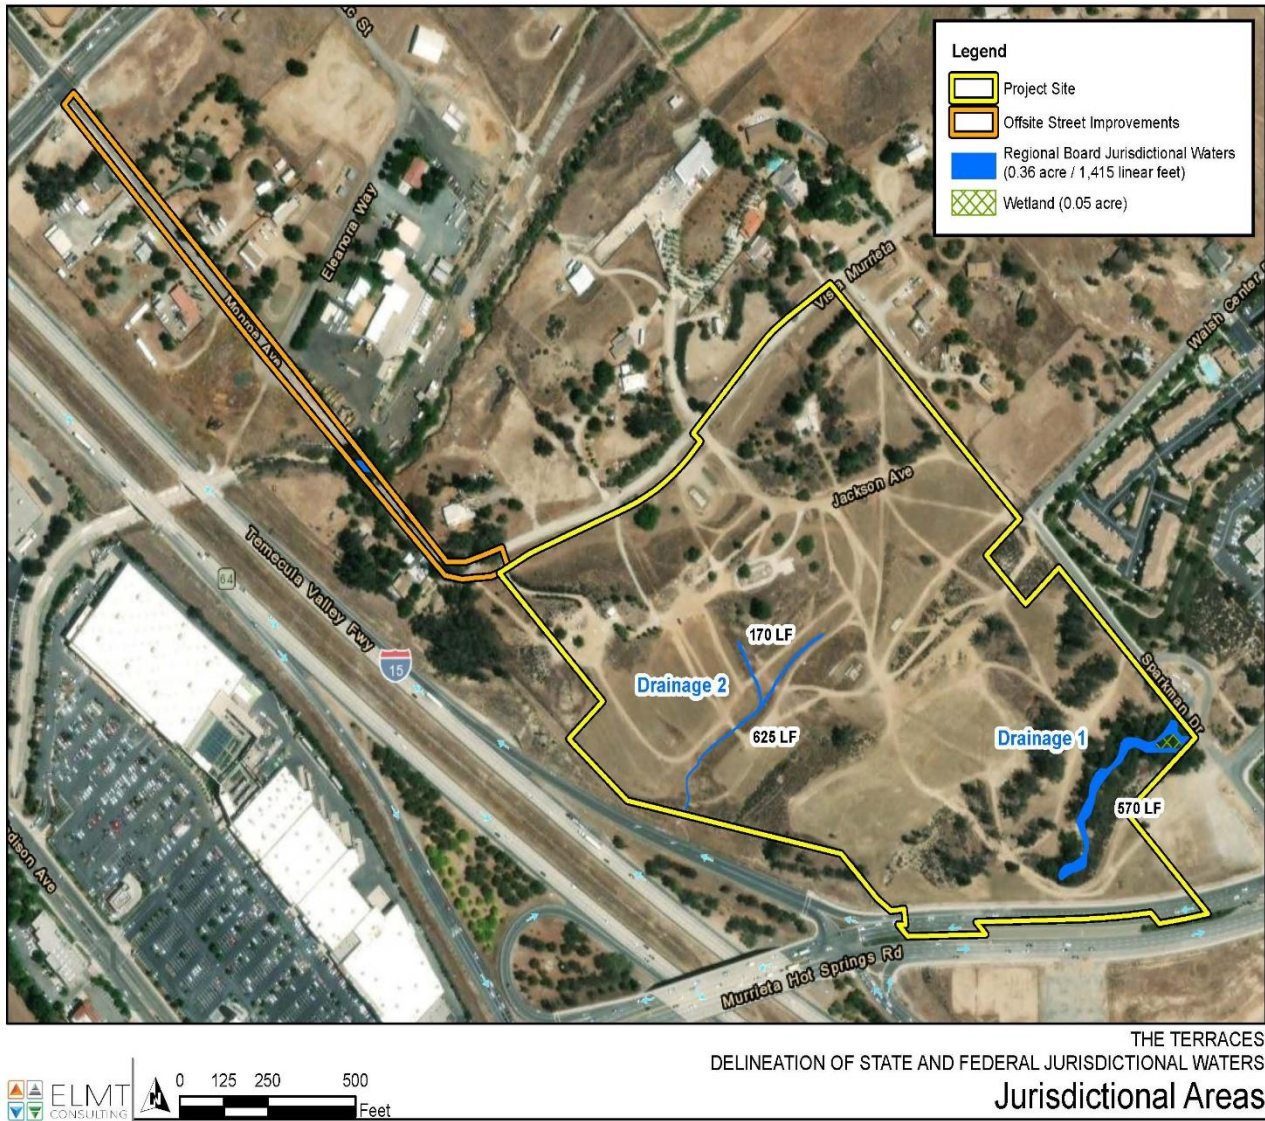 Legend
Project Site
Offsite Street Improvements
Regional Board Jurisdictional Waters
(0.36 acre / 1,415 linear feet)
Wetland (0.05 acre)
St
Eleanora Way
Monroe Ave
Vista Murrieta
Walsh Center
Jackson Ave
Temecula Valley Fwy
64
15
170 LF
Drainage 2
625 LF
Sparkman Dr
Drainage 1
570 LF
dison Ave
Murrieta Hot Springs Rd
THE TERRACES
DELINEATION OF STATE AND FEDERAL JURISDICTIONAL WATERS
Jurisdictional Areas
ELMT
CONSULTING
N
0 125 250 500
Feet